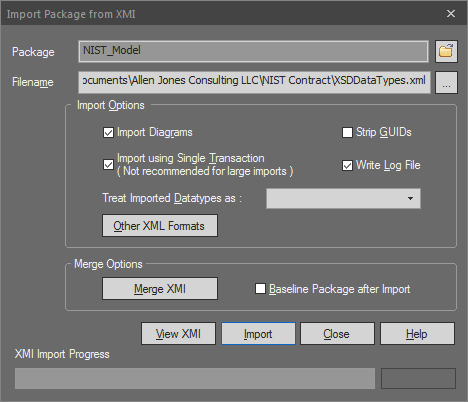 Import Package from XMI
Package
NIST_Model
Filename
ocuments\Allen Jones Consulting LLC\NIST Contract\XSDDataTypes.xml
...
Import Options
Import Diagrams
Strip GUIDs
Import using Single Transaction
( Not recommended for large imports )
Write Log File
Treat Imported Datatypes as :
Other XML Formats
Merge Options
Merge XMI
Baseline Package after Import
View XMI
Import
Close
Help
XMI Import Progress